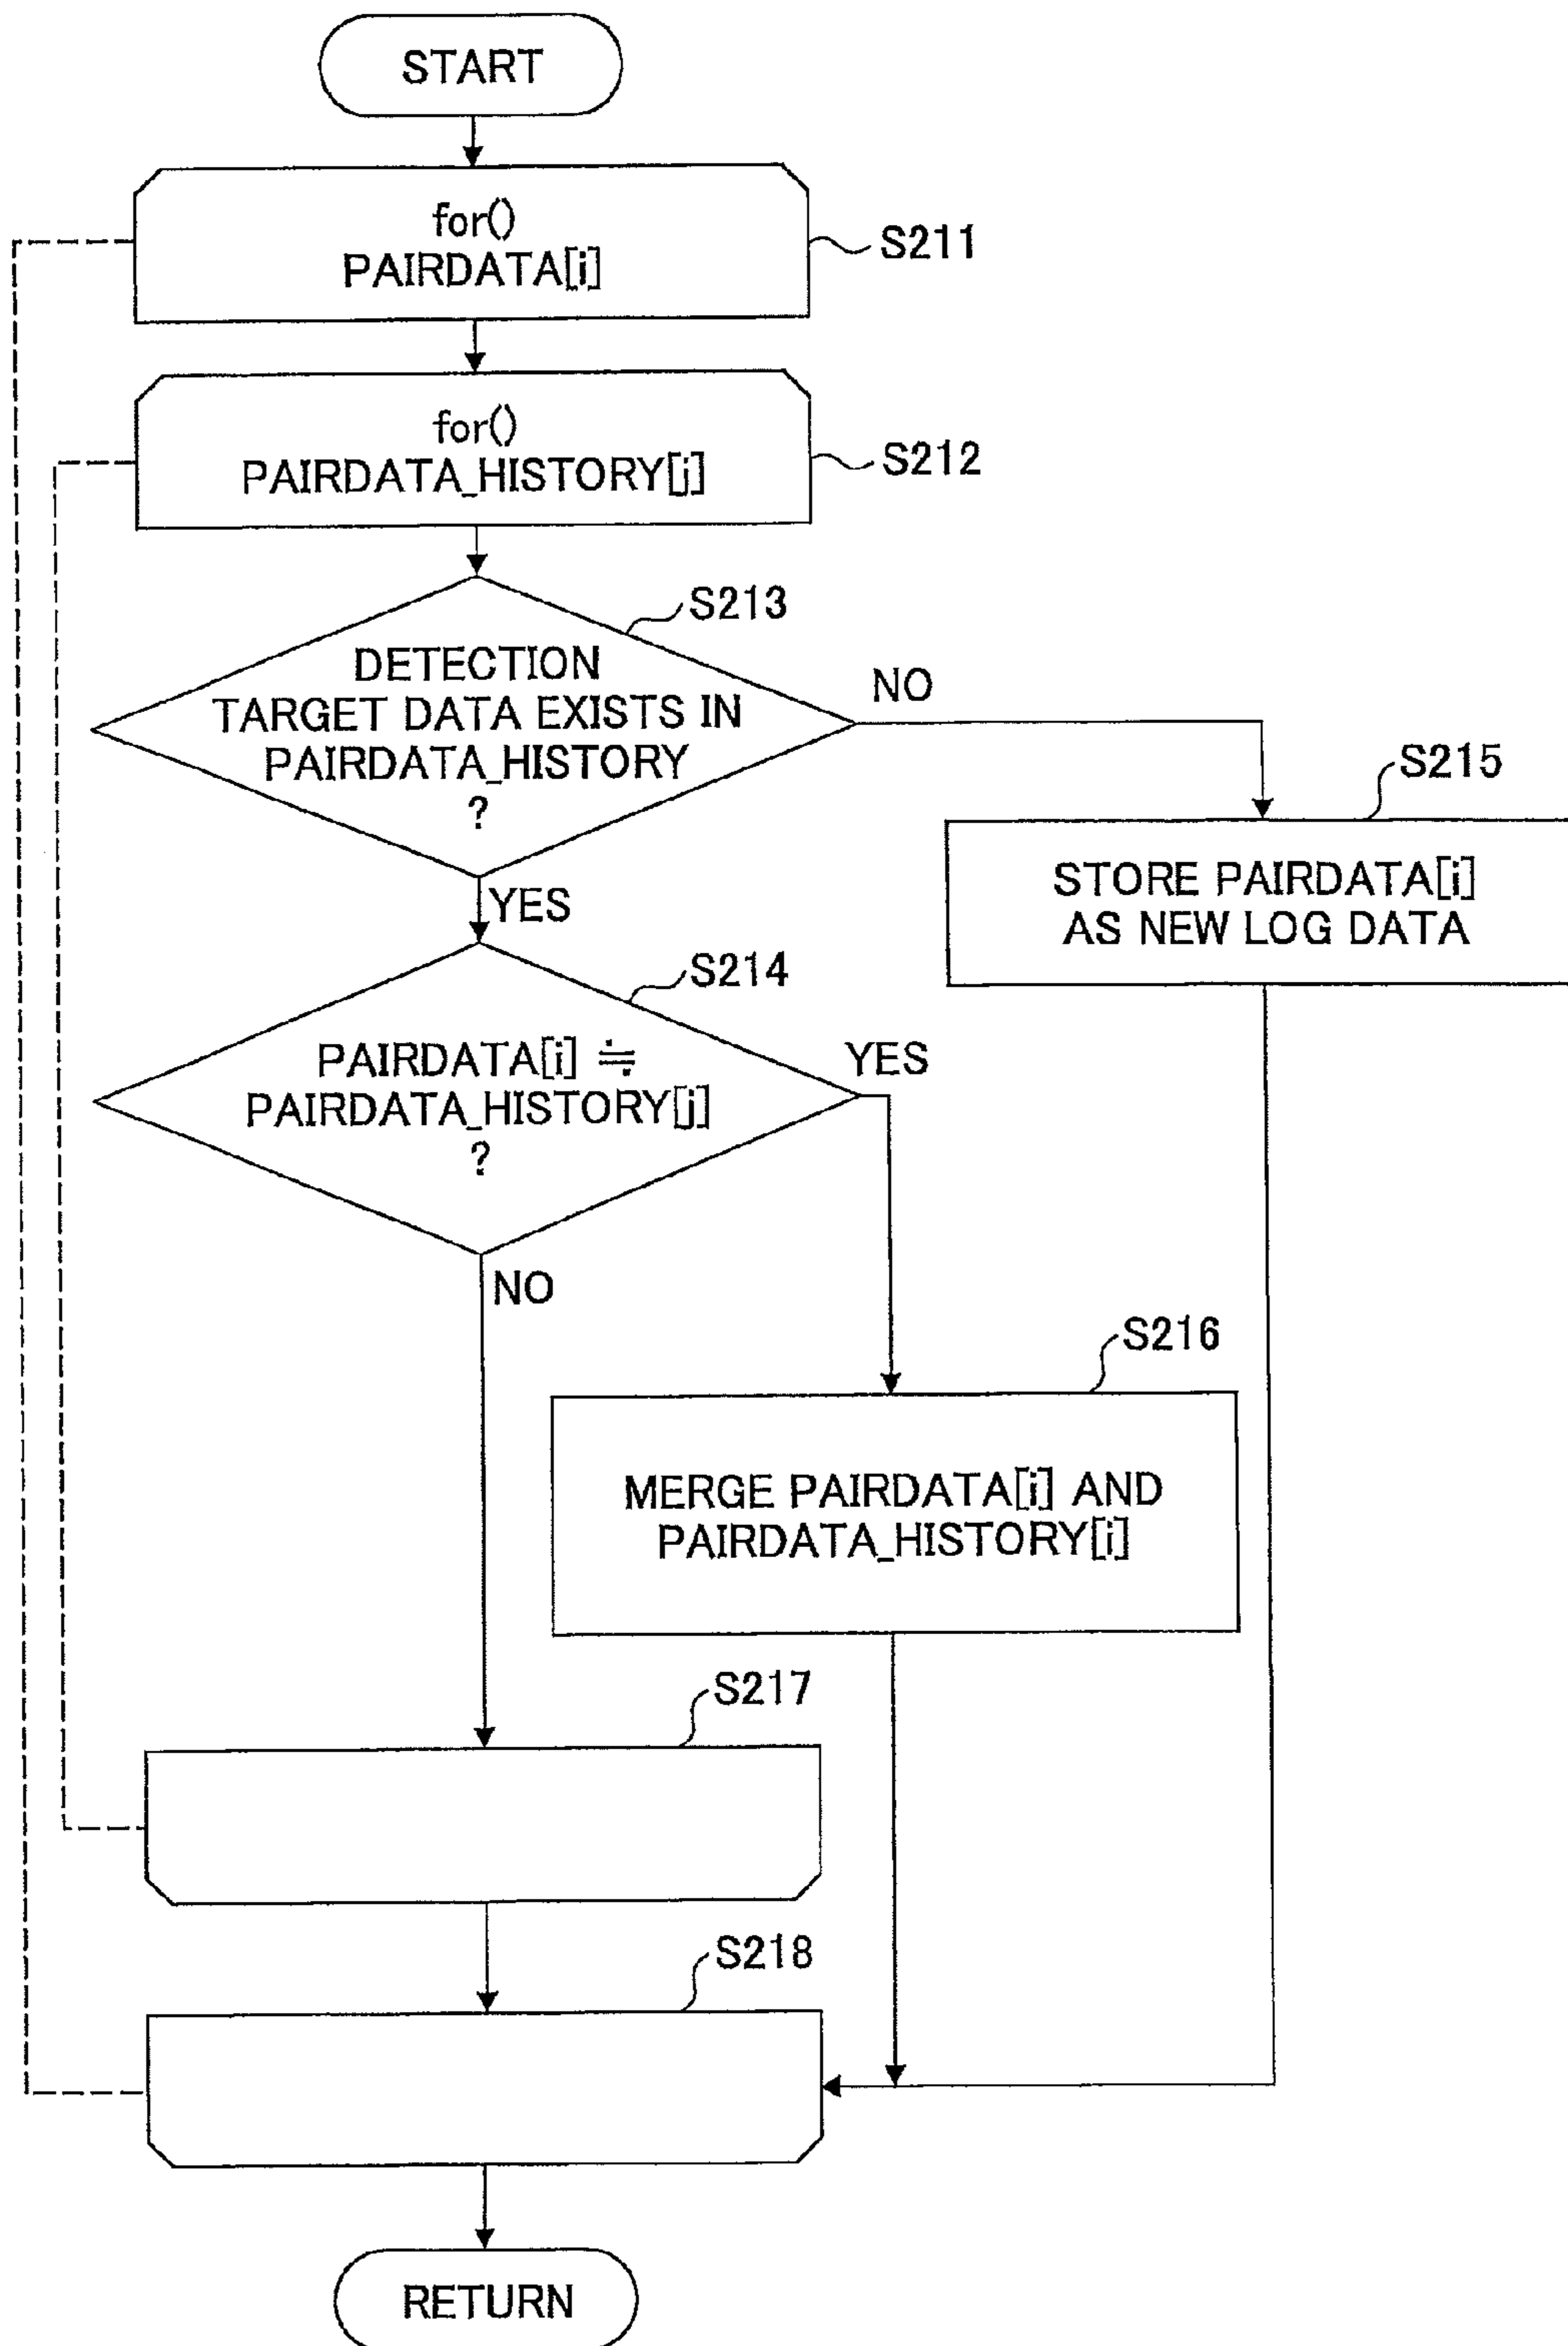 START
for()
PAIRDATA[i]
S211
for()
PAIRDATA_HISTORY[j]
S212
S213
DETECTION
TARGET DATA EXISTS IN
PAIRDATA_HISTORY
?
NO
YES
S215
STORE PAIRDATA[i]
AS NEW LOG DATA
S214
PAIRDATA[i] ≒
PAIRDATA_HISTORY[j]
?
YES
NO
S216
MERGE PAIRDATA[i] AND
PAIRDATA_HISTORY[i]
S217
S218
RETURN